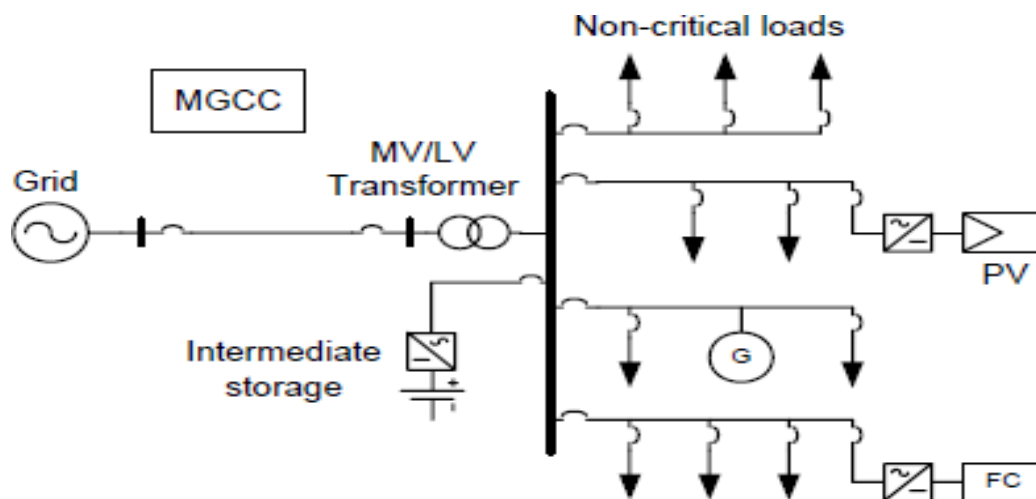 Non-critical loads
MGCC
MV/LV
Transformer
Grid
PV
Intermediate
storage
+
-
G
FC